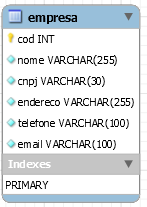 empresa
cod INT
nome VARCHAR(255)
cnpj VARCHAR(30)
endereco VARCHAR(255)
telefone VARCHAR(100)
email VARCHAR(100)
Indexes
PRIMARY